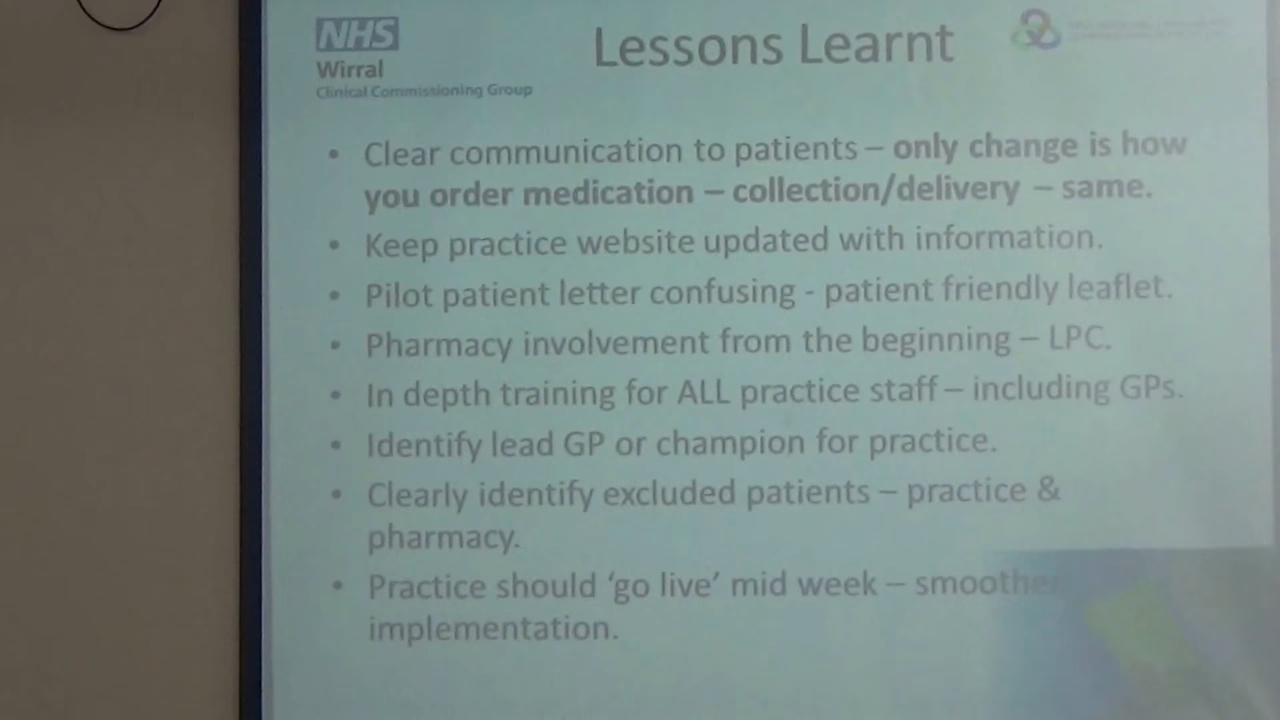 NHS
Wirral
Clinical Commissioning Group
Lessons Learnt
• Clear communication to patients – only change is how
you order medication – collection/delivery – same.
• Keep practice website updated with information.
• Pilot patient letter confusing - patient friendly leaflet.
• Pharmacy involvement from the beginning – LPC.
• In depth training for ALL practice staff – including GPs.
• Identify lead GP or champion for practice.
• Clearly identify excluded patients – practice &
pharmacy.
• Practice should ‘go live’ mid week – smoother
implementation.